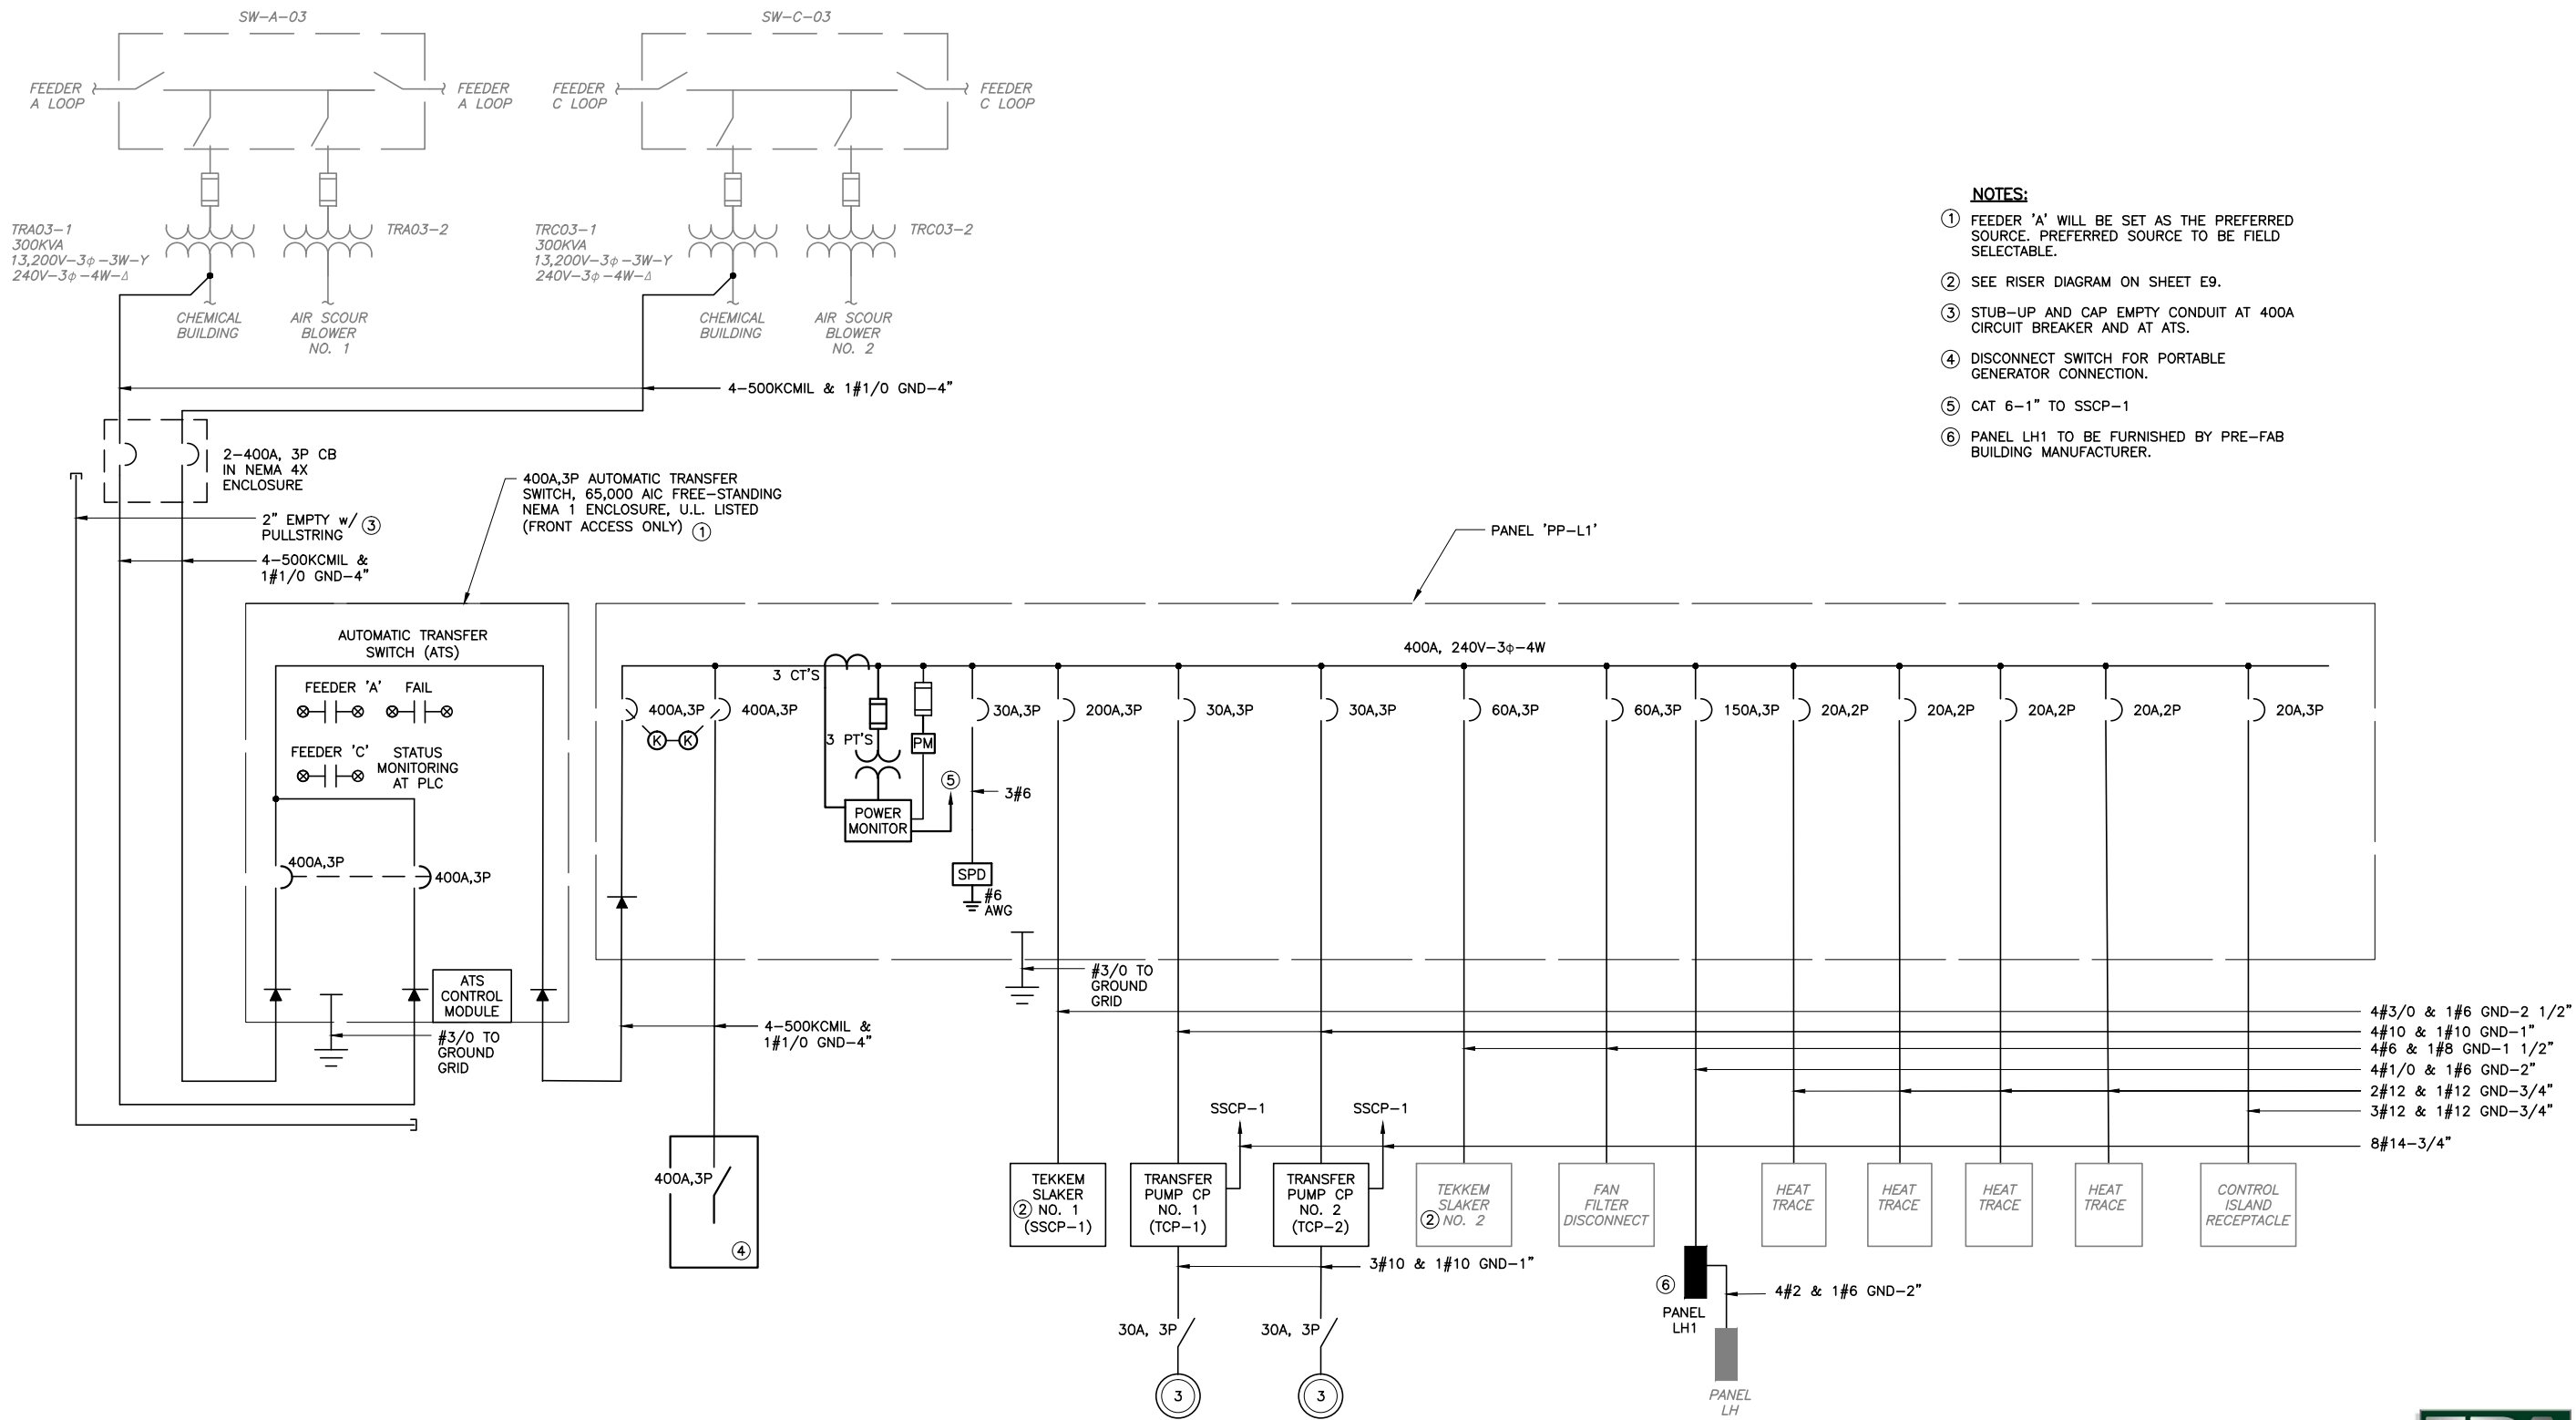 SW-A-03
SW-C-03
FEEDER
A LOOP
FEEDER
A LOOP
FEEDER
C LOOP
FEEDER
C LOOP
TRA03-1
300KVA
13,200V-3φ-3W-Y
240V-3φ-4W-Δ
TRA03-2
TRC03-1
300KVA
13,200V-3φ-3W-Y
240V-3φ-4W-Δ
TRC03-2
CHEMICAL
BUILDING
AIR SCOUR
BLOWER
NO. 1
CHEMICAL
BUILDING
AIR SCOUR
BLOWER
NO. 2
NOTES:
① FEEDER 'A' WILL BE SET AS THE PREFERRED
SOURCE. PREFERRED SOURCE TO BE FIELD
SELECTABLE.
② SEE RISER DIAGRAM ON SHEET E9.
③ STUB-UP AND CAP EMPTY CONDUIT AT 400A
CIRCUIT BREAKER AND AT ATS.
④ DISCONNECT SWITCH FOR PORTABLE
GENERATOR CONNECTION.
⑤ CAT 6-1" TO SSCP-1
⑥ PANEL LH1 TO BE FURNISHED BY PRE-FAB
BUILDING MANUFACTURER.
4-500KCMIL & 1#1/0 GND-4"
2-400A, 3P CB
IN NEMA 4X
ENCLOSURE
2" EMPTY w/ ③
PULLSTRING
4-500KCMIL &
1#1/0 GND-4"
400A,3P AUTOMATIC TRANSFER
SWITCH, 65,000 AIC FREE-STANDING
NEMA 1 ENCLOSURE, U.L. LISTED
(FRONT ACCESS ONLY) ①
PANEL 'PP-L1'
AUTOMATIC TRANSFER
SWITCH (ATS)
FEEDER 'A'
FAIL
FEEDER 'C'
STATUS
MONITORING
AT PLC
400A,3P
400A,3P
ATS
CONTROL
MODULE
#3/0 TO
GROUND
GRID
400A, 240V-3φ-4W
400A,3P
400A,3P
K
K
3 CT'S
3 PT'S
PM
POWER
MONITOR
⑤
30A,3P
3#6
SPD
#6
AWG
200A,3P
30A,3P
30A,3P
60A,3P
60A,3P
150A,3P
20A,2P
20A,2P
20A,2P
20A,2P
20A,3P
#3/0 TO
GROUND
GRID
4-500KCMIL &
1#1/0 GND-4"
4#3/0 & 1#6 GND-2 1/2"
4#10 & 1#10 GND-1"
4#6 & 1#8 GND-1 1/2"
4#1/0 & 1#6 GND-2"
2#12 & 1#12 GND-3/4"
3#12 & 1#12 GND-3/4"
8#14-3/4"
SSCP-1
SSCP-1
400A,3P
④
TEKKEM
SLAKER
② NO. 1
(SSCP-1)
TRANSFER
PUMP CP
NO. 1
(TCP-1)
TRANSFER
PUMP CP
NO. 2
(TCP-2)
TEKKEM
SLAKER
② NO. 2
FAN
FILTER
DISCONNECT
HEAT
TRACE
HEAT
TRACE
HEAT
TRACE
HEAT
TRACE
CONTROL
ISLAND
RECEPTACLE
3#10 & 1#10 GND-1"
⑥
PANEL
LH1
4#2 & 1#6 GND-2"
30A, 3P
30A, 3P
3
3
PANEL
LH